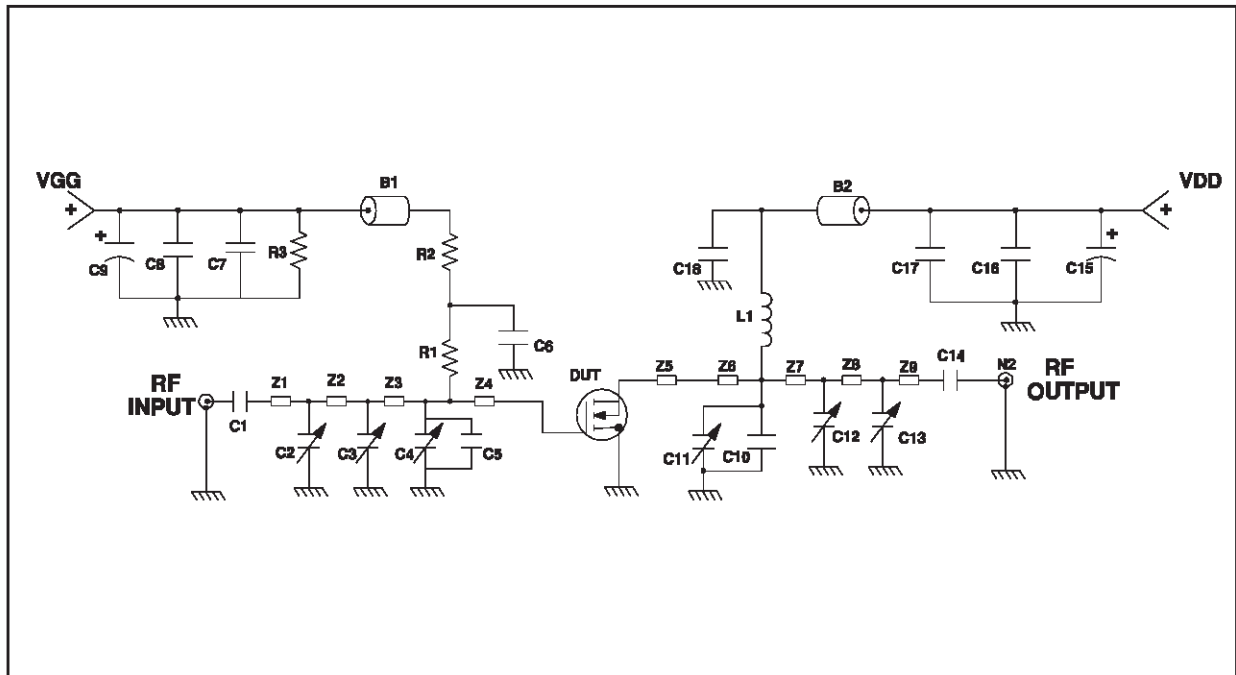 VGG
+
B1
B2
VDD
+
+
C9
C8
C7
R3
R2
C18
C17
C16
C15
+
L1
R1
C6
RF
INPUT
C1
Z1
Z2
Z3
Z4
DUT
Z5
Z6
Z7
Z8
Z9
C14
N2
RF
OUTPUT
C2
C3
C4
C5
C11
C10
C12
C13